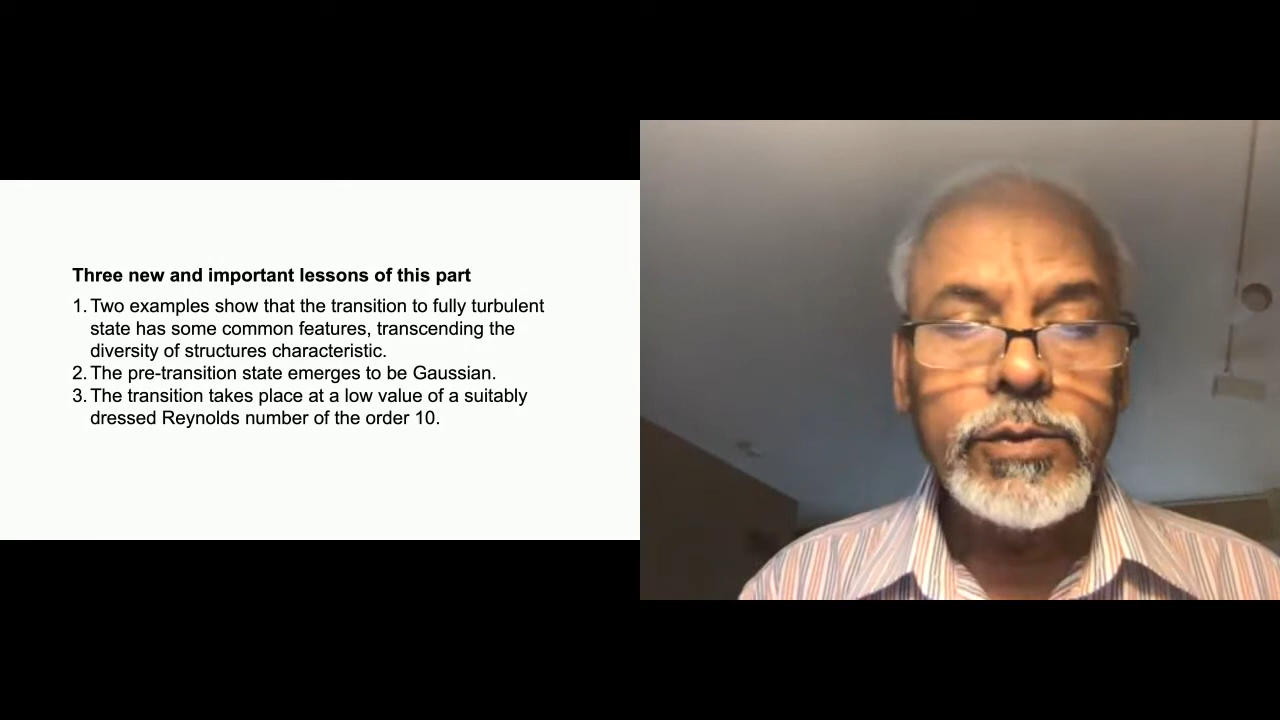 Three new and important lessons of this part
1. Two examples show that the transition to fully turbulent
state has some common features, transcending the
diversity of structures characteristic.
2. The pre-transition state emerges to be Gaussian.
3. The transition takes place at a low value of a suitably
dressed Reynolds number of the order 10.